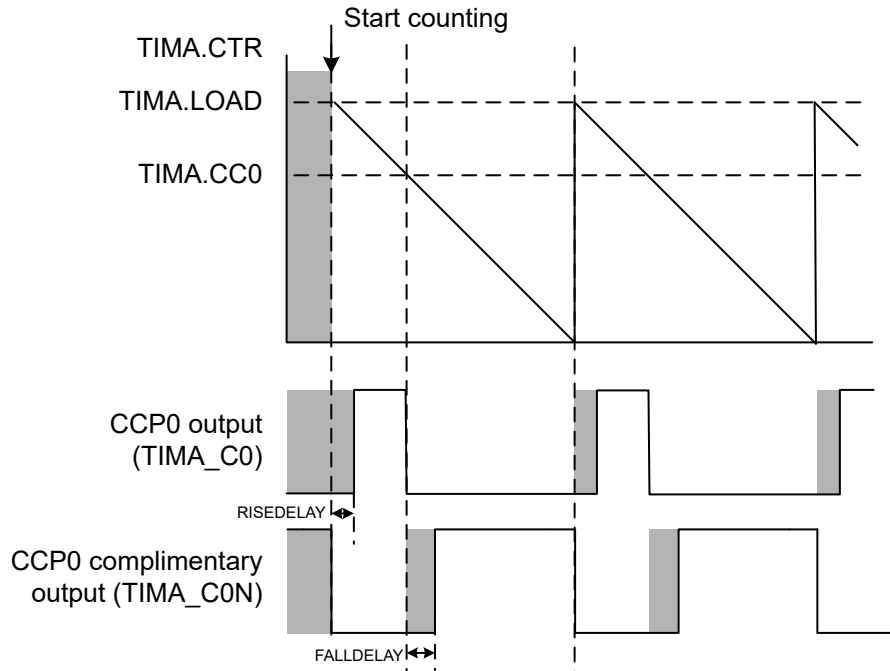 Start counting
TIMA.CTR
TIMA.LOAD
TIMA.CC0
CCP0 output
(TIMA_C0)
RISEDELAY
CCP0 complimentary
output (TIMA_C0N)
FALLDELAY